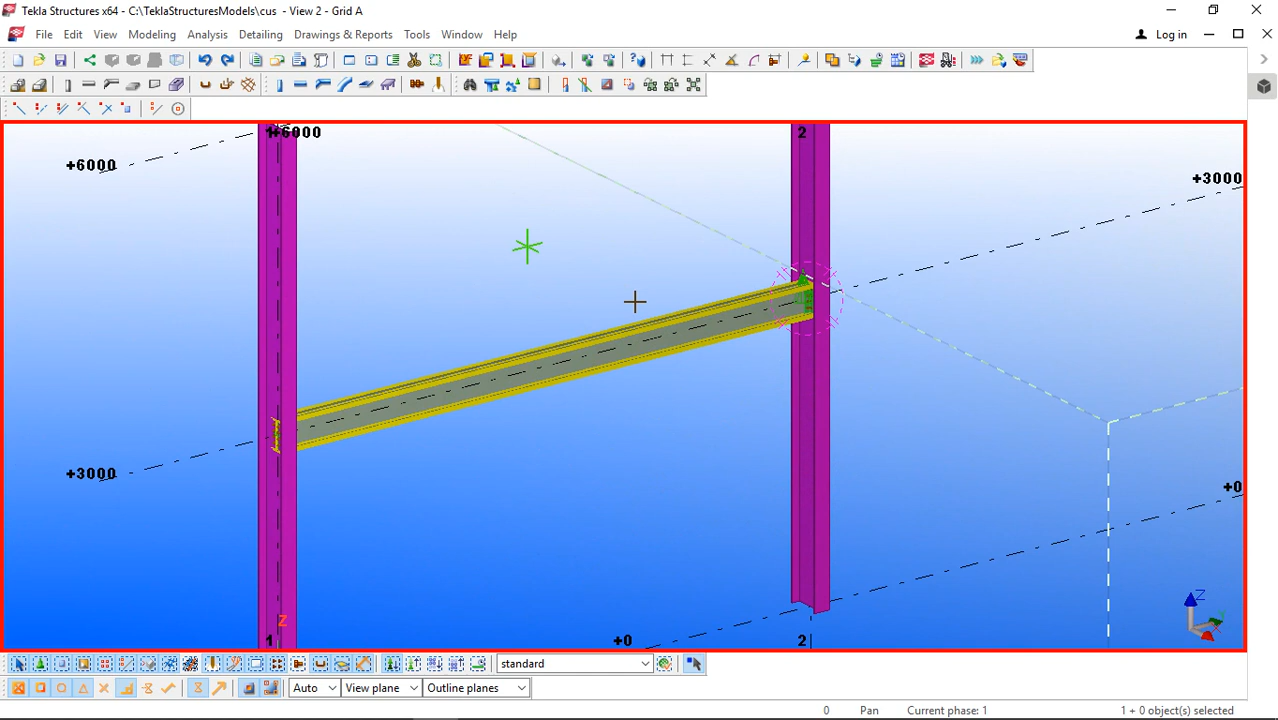 Tekla Structures x64 - C:\TeklaStructuresModels\cus - View 2 - Grid A
File Edit View Modeling Analysis Detailing Drawings & Reports Tools Window Help
Log in
1 +6000 2
+6000
+3000
+3000
+0
Z
Z
1 +0 2
standard
Auto View plane Outline planes
0 Pan Current phase: 1 1 + 0 object(s) selected